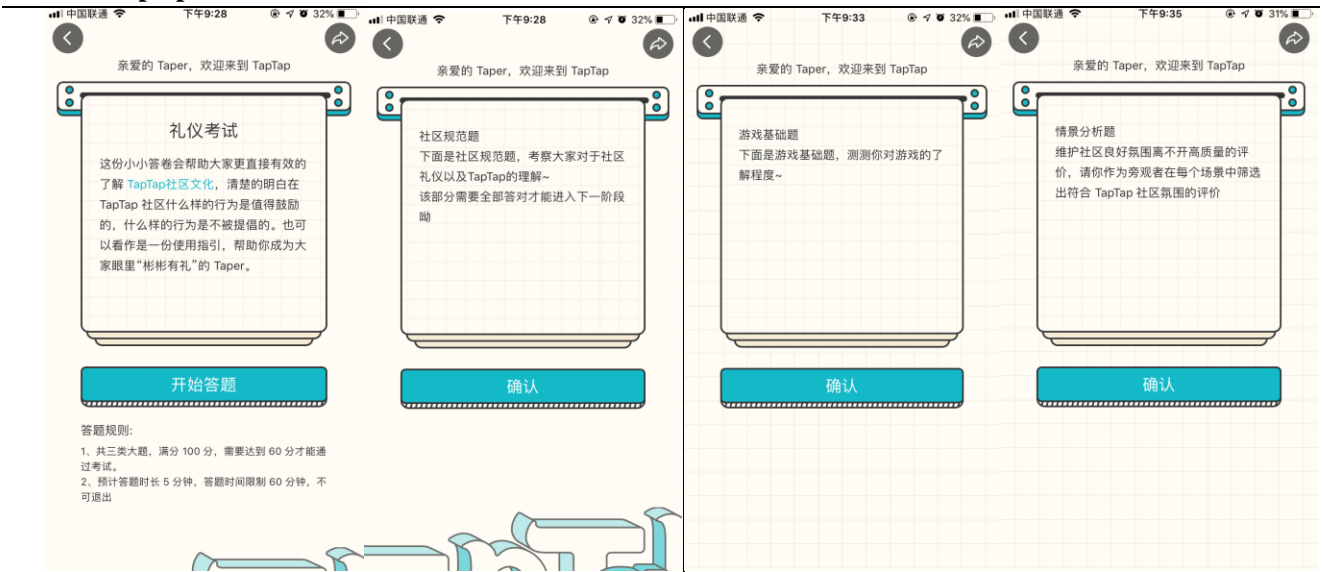 中国联通 下午9:28 32%
亲爱的 Taper，欢迎来到 TapTap
礼仪考试
这份小小答卷会帮助大家更直接有效的
了解 TapTap社区文化，清楚的明白在
TapTap 社区什么样的行为是值得鼓励
的，什么样的行为是不被提倡的。也可
以看作是一份使用指引，帮助你成为大
家眼里“彬彬有礼”的 Taper。
开始答题
答题规则:
1、共三类大题，满分 100 分，需要达到 60 分才能通
过考试。
2、预计答题时长 5 分钟，答题时间限制 60 分钟，不
可退出
中国联通 下午9:28 32%
亲爱的 Taper，欢迎来到 TapTap
社区规范题
下面是社区规范题，考察大家对于社区
礼仪以及TapTap的理解~
该部分需要全部答对才能进入下一阶段
呦
确认
中国联通 下午9:33 32%
亲爱的 Taper，欢迎来到 TapTap
游戏基础题
下面是游戏基础题，测测你对游戏的了
解程度~
确认
中国联通 下午9:35 31%
亲爱的 Taper，欢迎来到 TapTap
情景分析题
维护社区良好氛围离不开高质量的评
价，请你作为旁观者在每个场景中筛选
出符合 TapTap 社区氛围的评价
确认